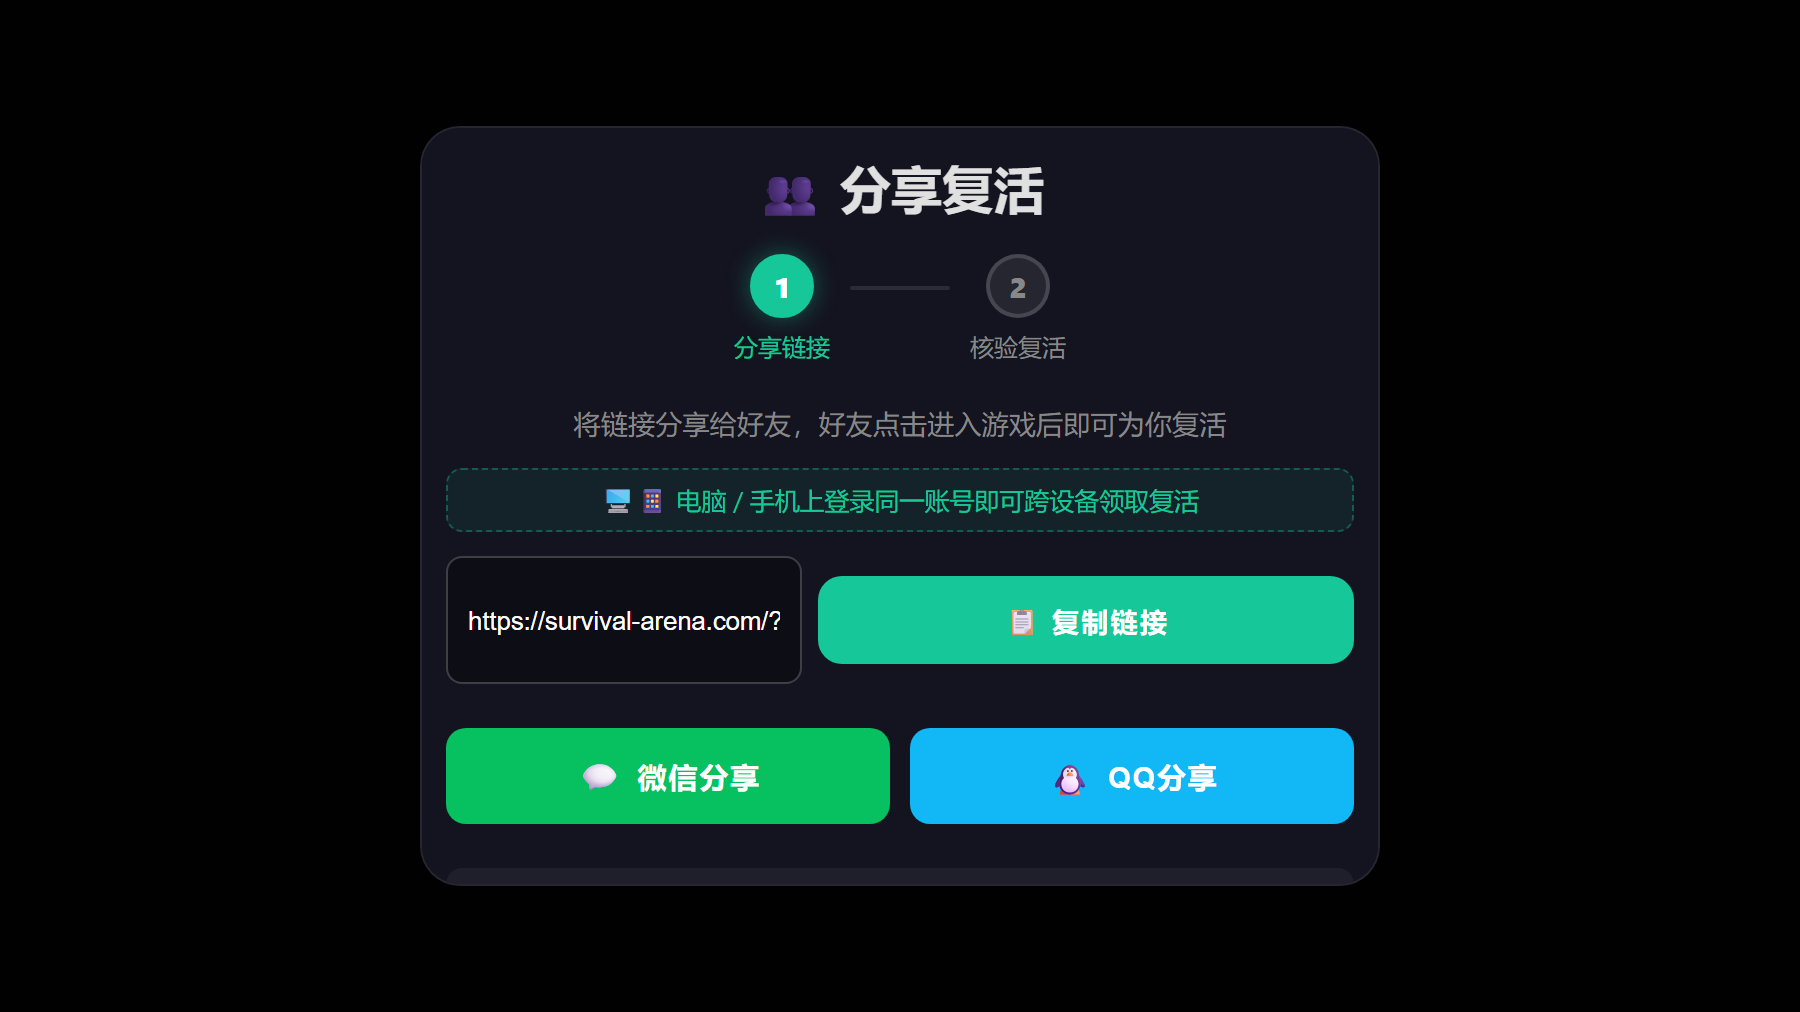 分享复活
1
2
分享链接
核验复活
将链接分享给好友，好友点击进入游戏后即可为你复活
电脑 / 手机上登录同一账号即可跨设备领取复活
https://survival-arena.com/?
复制链接
微信分享
QQ分享